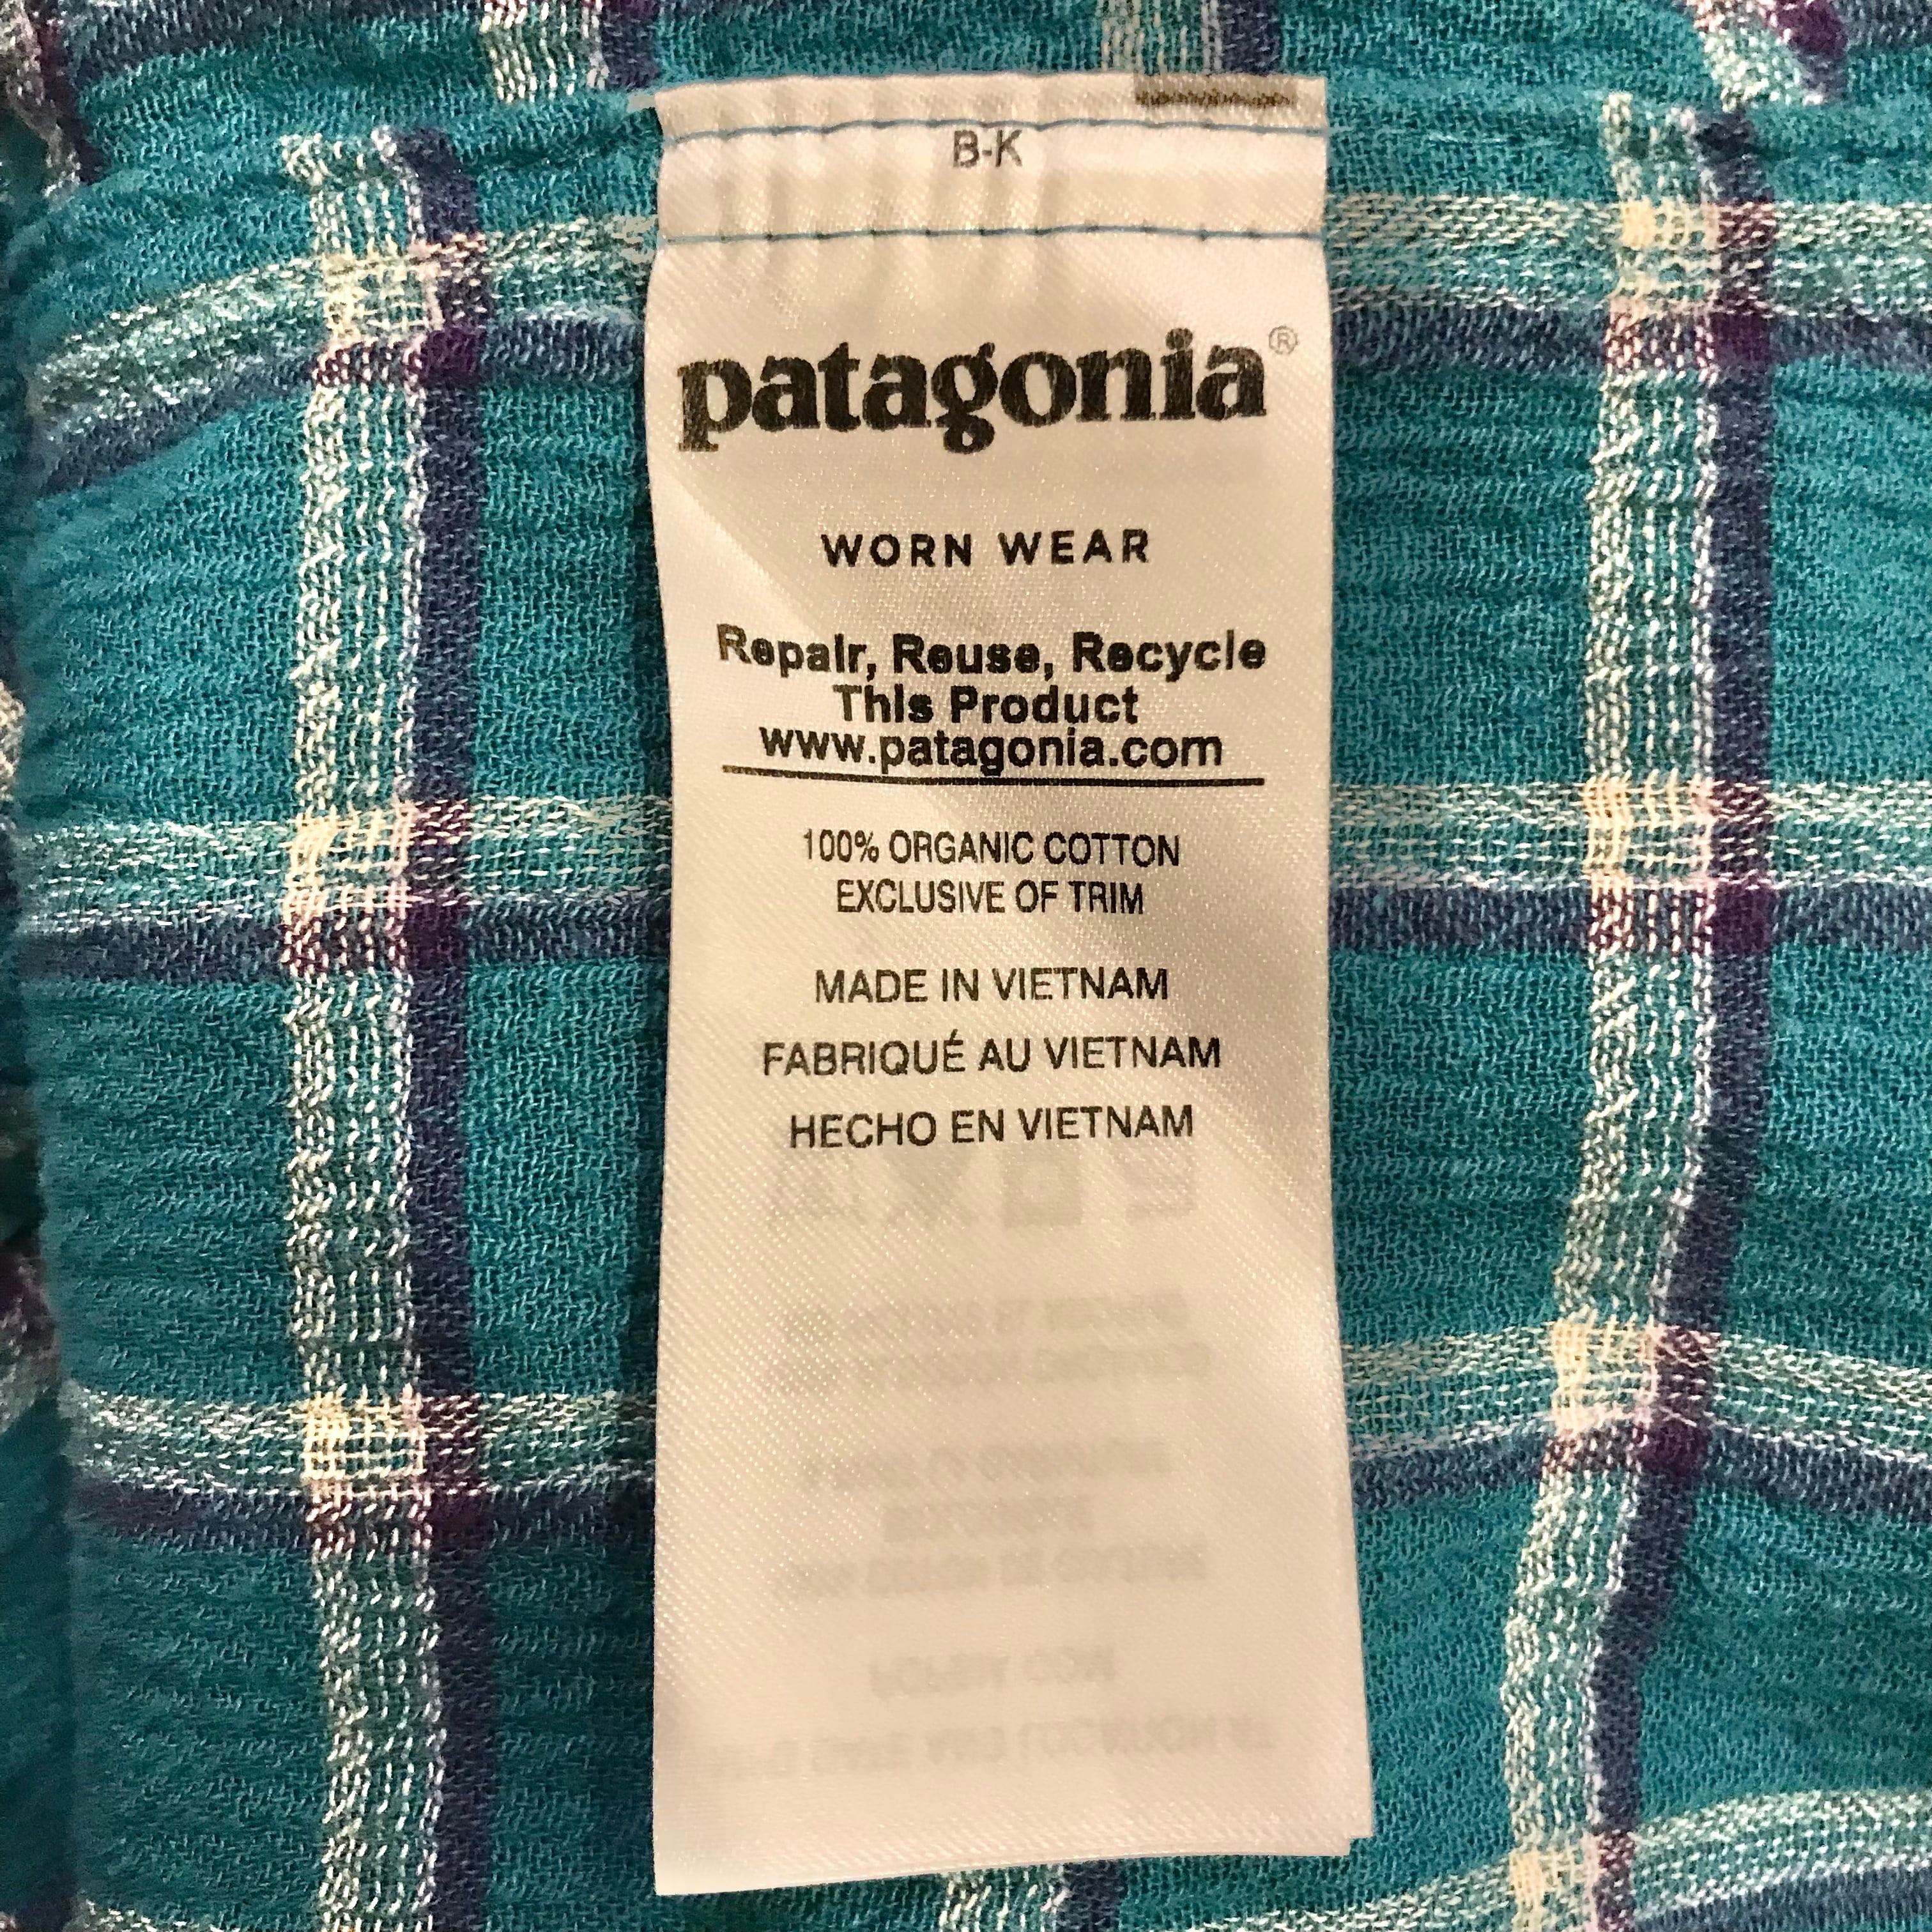 B-K
patagonia®
WORN WEAR
Repair, Reuse, Recycle
This Product
www.patagonia.com
100% ORGANIC COTTON
EXCLUSIVE OF TRIM
MADE IN VIETNAM
FABRIQUÉ AU VIETNAM
HECHO EN VIETNAM